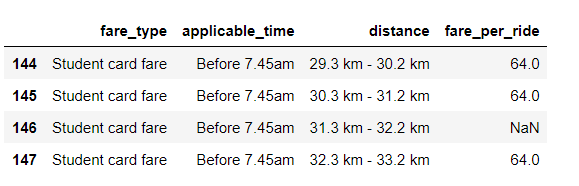 fare_type applicable_time distance fare_per_ride
144 Student card fare Before 7.45am 29.3 km - 30.2 km 64.0
145 Student card fare Before 7.45am 30.3 km - 31.2 km 64.0
146 Student card fare Before 7.45am 31.3 km - 32.2 km NaN
147 Student card fare Before 7.45am 32.3 km - 33.2 km 64.0